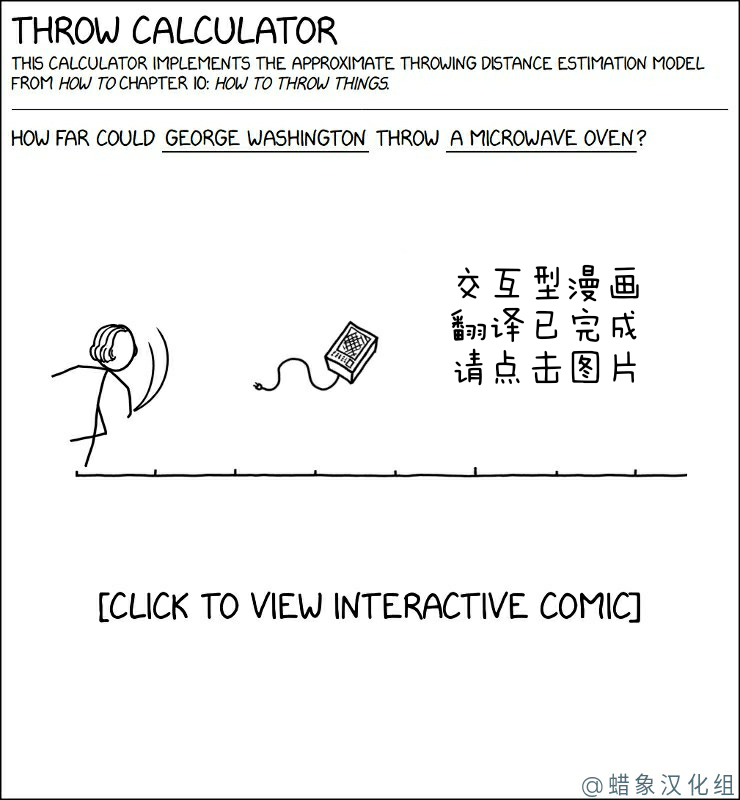 THROW CALCULATOR
THIS CALCULATOR IMPLEMENTS THE APPROXIMATE THROWING DISTANCE ESTIMATION MODEL
FROM HOW TO CHAPTER 10: HOW TO THROW THINGS.
HOW FAR COULD GEORGE WASHINGTON THROW A MICROWAVE OVEN?
交互型漫画
翻译已完成
请点击图片
[CLICK TO VIEW INTERACTIVE COMIC]
@蜡象汉化组